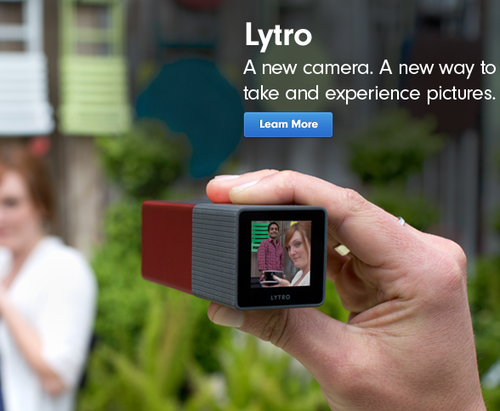 Lytro
A new camera. A new way to
take and experience pictures.
Learn More
LYTRO